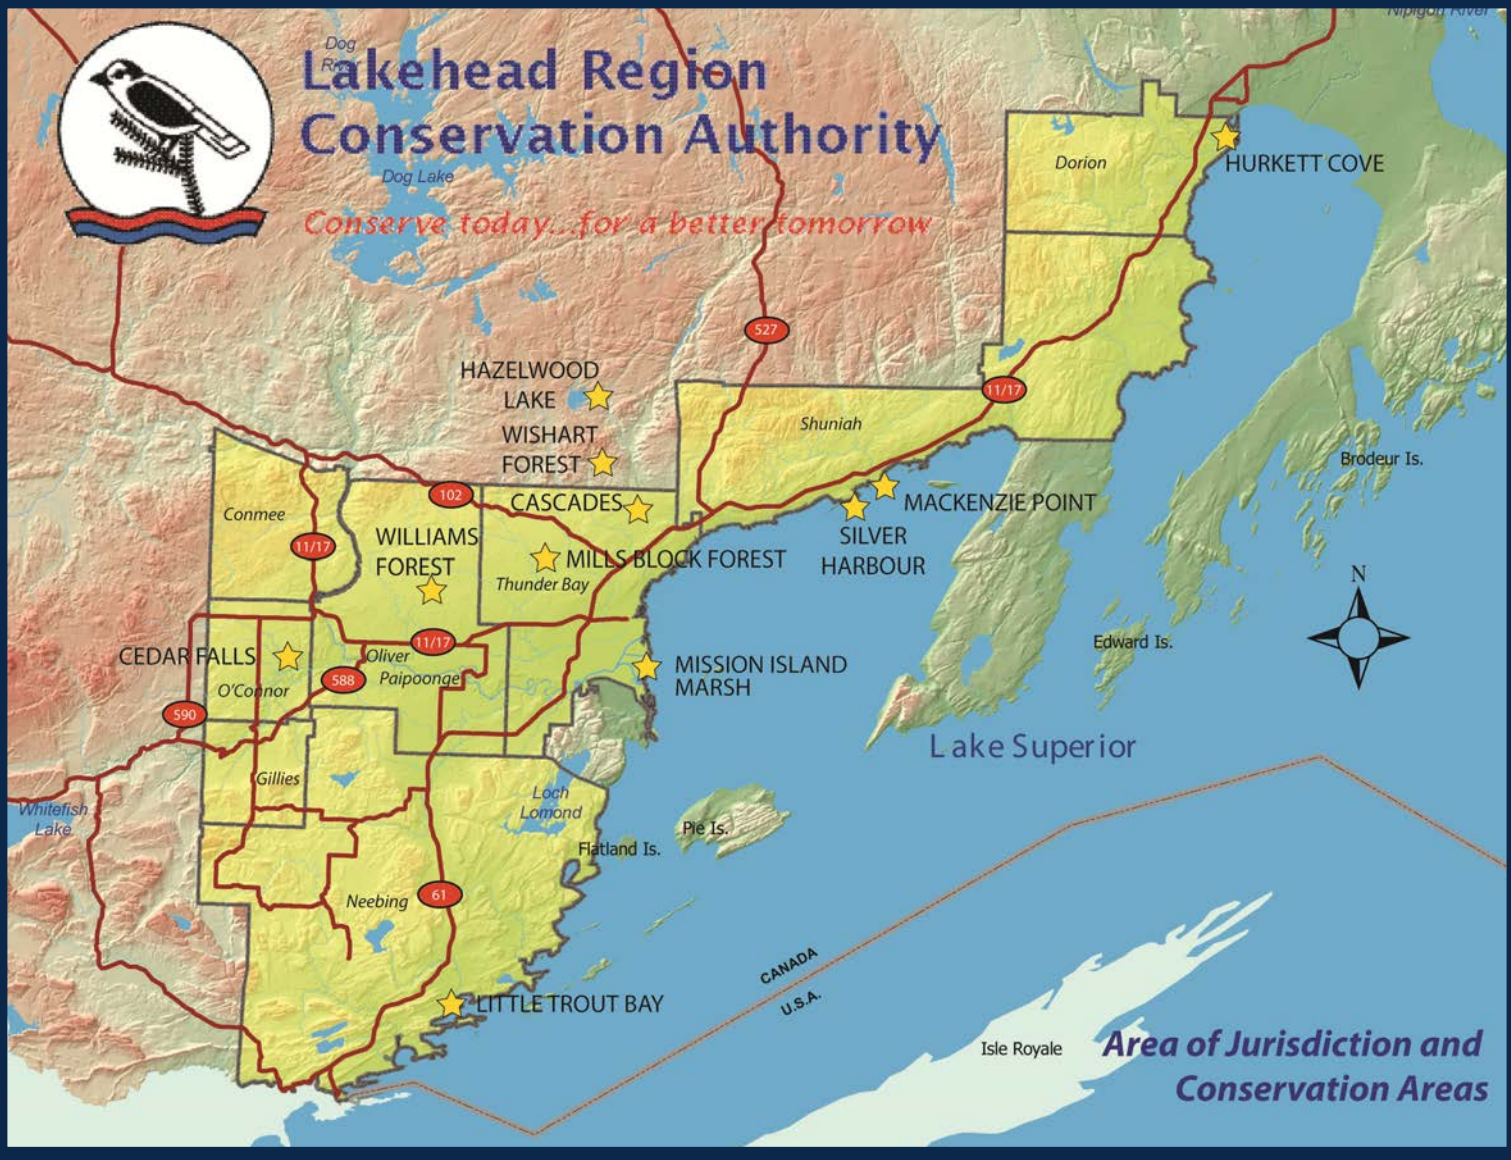 Nipigon River
Dog
River
Lakehead Region
Conservation Authority
Dog Lake
Conserve today...for a better tomorrow
Dorion
HURKETT COVE
527
HAZELWOOD
LAKE
11/17
Shuniah
WISHART
FOREST
Brodeur Is.
102
CASCADES
MACKENZIE POINT
Conmee
11/17
WILLIAMS
FOREST
SILVER
HARBOUR
MILLS BLOCK FOREST
Thunder Bay
N
11/17
Edward Is.
CEDAR FALLS
Oliver
Paipoonge
588
O'Connor
MISSION ISLAND
MARSH
590
Lake Superior
Gillies
Loch
Lomond
Whitefish
Lake
Pie Is.
Flatland Is.
Neebing
61
CANADA
U.S.A.
LITTLE TROUT BAY
Isle Royale
Area of Jurisdiction and
Conservation Areas